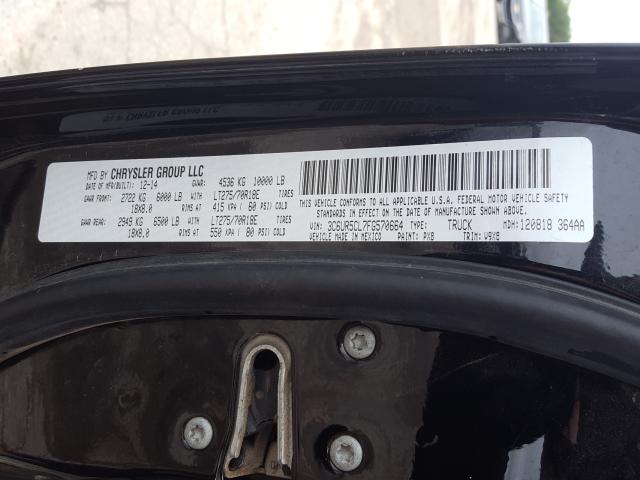 MFD BY CHRYSLER GROUP LLC
DATE OF MFR(BUILT): 12-14 GVWR: 4536 KG 10000 LB
GAWR FRONT: 2722 KG 6000 LB WITH LT275/70R18E TIRES
18X8.0 RIMS AT 415 KPA ( 60 PSI) COLD
GAWR REAR: 2949 KG 6500 LB WITH LT275/70R18E TIRES
18X8.0 RIMS AT 550 KPA ( 80 PSI) COLD
THIS VEHICLE CONFORMS TO ALL APPLICABLE U.S.A. FEDERAL MOTOR VEHICLE SAFETY
STANDARDS IN EFFECT ON THE DATE OF MANUFACTURE SHOWN ABOVE.
VIN: 3C6UR5CL7FG570664 TYPE: TRUCK MDH: 120818 364AA
VEHICLE MADE IN MEXICO PAINT: PX8 TRIM: V9X8